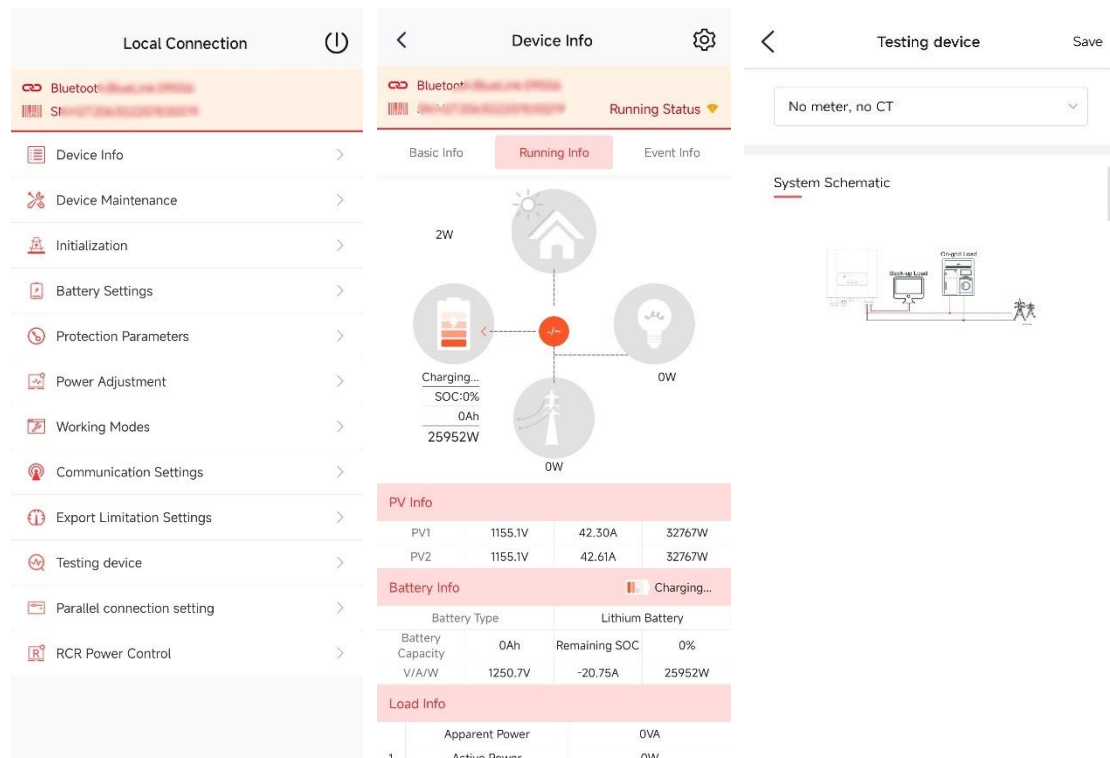 Local Connection
Bluetoot
Device Info
Device Maintenance
Initialization
Battery Settings
Protection Parameters
Power Adjustment
Working Modes
Communication Settings
Export Limitation Settings
Testing device
Parallel connection setting
RCR Power Control
Device Info
Bluetoot
Running Status
Basic Info Running Info Event Info
2W
Charging...
SOC:0%
0Ah
25952W
0W
0W
PV Info
PV1 1155.1V 42.30A 32767W
PV2 1155.1V 42.61A 32767W
Battery Info Charging...
Battery Type Lithium Battery
Battery Capacity 0Ah Remaining SOC 0%
V/A/W 1250.7V -20.75A 25952W
Load Info
Apparent Power 0VA
1 Active Power 0W
Testing device Save
No meter, no CT
System Schematic
On-grid Load
Back-up Load